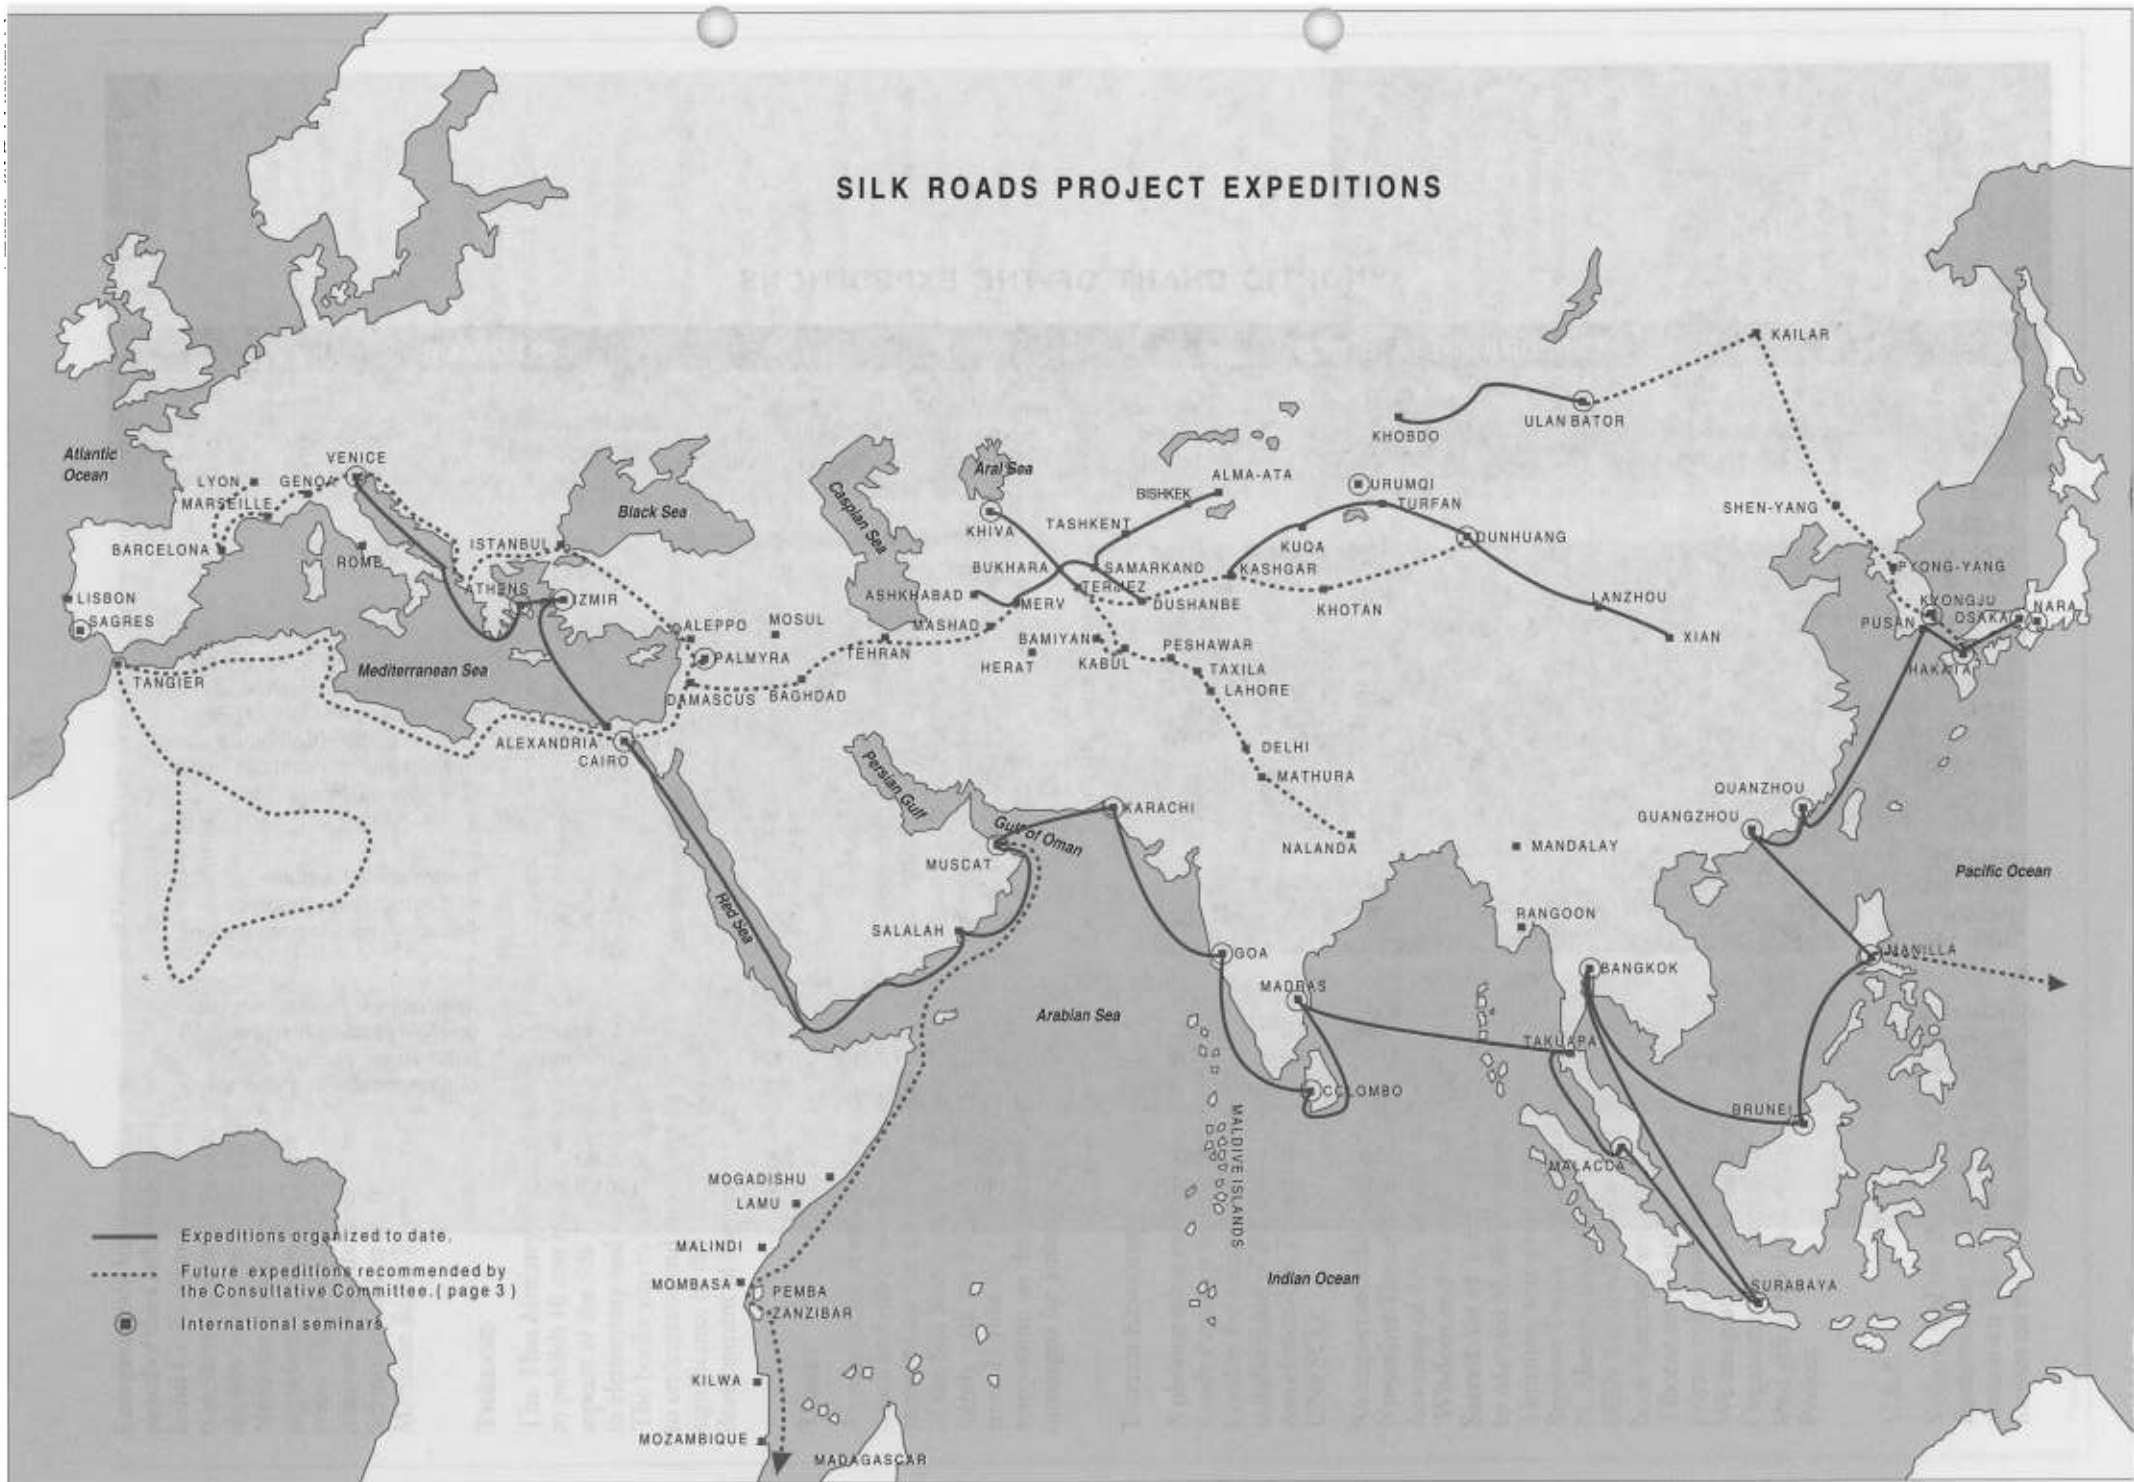 SILK ROADS PROJECT EXPEDITIONS
KAILAR
ULAN BATOR
KHOBDO
Atlantic
Ocean
VENICE
LYON
GENOA
MARSEILLE
BARCELONA
ROME
ISTANBUL
Black Sea
Caspian Sea
Aral Sea
KHIVA
ALMA-ATA
BISHKEK
TASHKENT
URUMQI
TURFAN
KUQA
DUNHUANG
SHEN-YANG
PYONG-YANG
LISBON
SAGRES
ATHENS
IZMIR
BUKHARA
SAMARKAND
KASHGAR
TERMEZ
ASHKHABAD
MERV
DUSHANBE
KHOTAN
LANZHOU
XIAN
KYONGJU
NARA
PUSAN
OSAKA
HAKATA
TANGIER
Mediterranean Sea
ALEPPO
MOSUL
PALMYRA
DAMASCUS
BAGHDAD
TEHRAN
MASHAD
BAMIYAN
HERAT
KABUL
PESHAWAR
TAXILA
LAHORE
ALEXANDRIA
CAIRO
DELHI
MATHURA
NALANDA
Persian Gulf
Gulf of Oman
KARACHI
MUSCAT
Red Sea
SALALAH
QUANZHOU
GUANGZHOU
MANDALAY
RANGOON
Pacific Ocean
MANILLA
GOA
BANGKOK
MADRAS
Arabian Sea
TAKUAPA
COLOMBO
BRUNEI
MALDIVE ISLANDS
MALACCA
MOGADISHU
LAMU
MALINDI
MOMBASA
PEMBA
ZANZIBAR
Indian Ocean
SURABAYA
KILWA
MOZAMBIQUE
MADAGASCAR
Expeditions organized to date.
Future expeditions recommended by
the Consultative Committee.( page 3 )
International seminars.